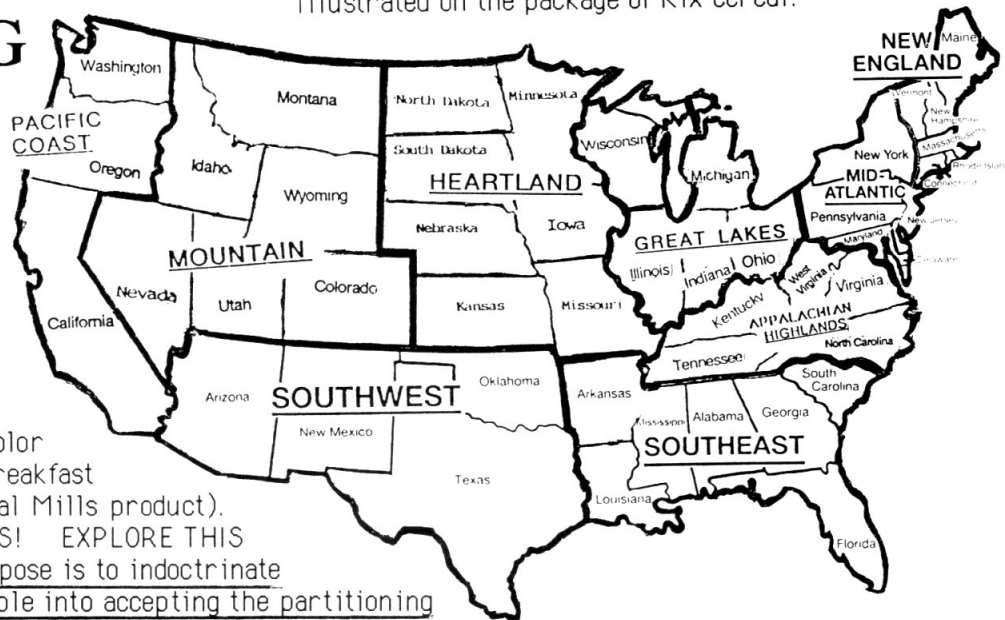 illustrated on the package of Kix cereal.
G
NEW
ENGLAND
Maine
Washington
Montana
North Dakota
Minnesota
Vermont
New
Hampshire
PACIFIC
COAST
Massachusetts
Wisconsin
South Dakota
New York
Rhode Islan
Oregon
Idaho
Michigan
MID-
ATLANTIC
Connecticut
HEARTLAND
Wyoming
Pennsylvania
New Jersey
Nebraska
Iowa
GREAT LAKES
Maryland
MOUNTAIN
Illinois
Indiana
Ohio
Delaware
West
Virginia
Virginia
Nevada
Utah
Colorado
Kansas
Missouri
Kentucky
APPALACHIAN
HIGHLANDS
California
North Carolina
Tennessee
South
Carolina
Oklahoma
Arizona
SOUTHWEST
Arkansas
Mississippi
Alabama
Georgia
New Mexico
SOUTHEAST
Texas
Louisiana
Florida
olor
reakfast
al Mills product).
S! EXPLORE THIS
pose is to indoctrinate
ple into accepting the partitioning